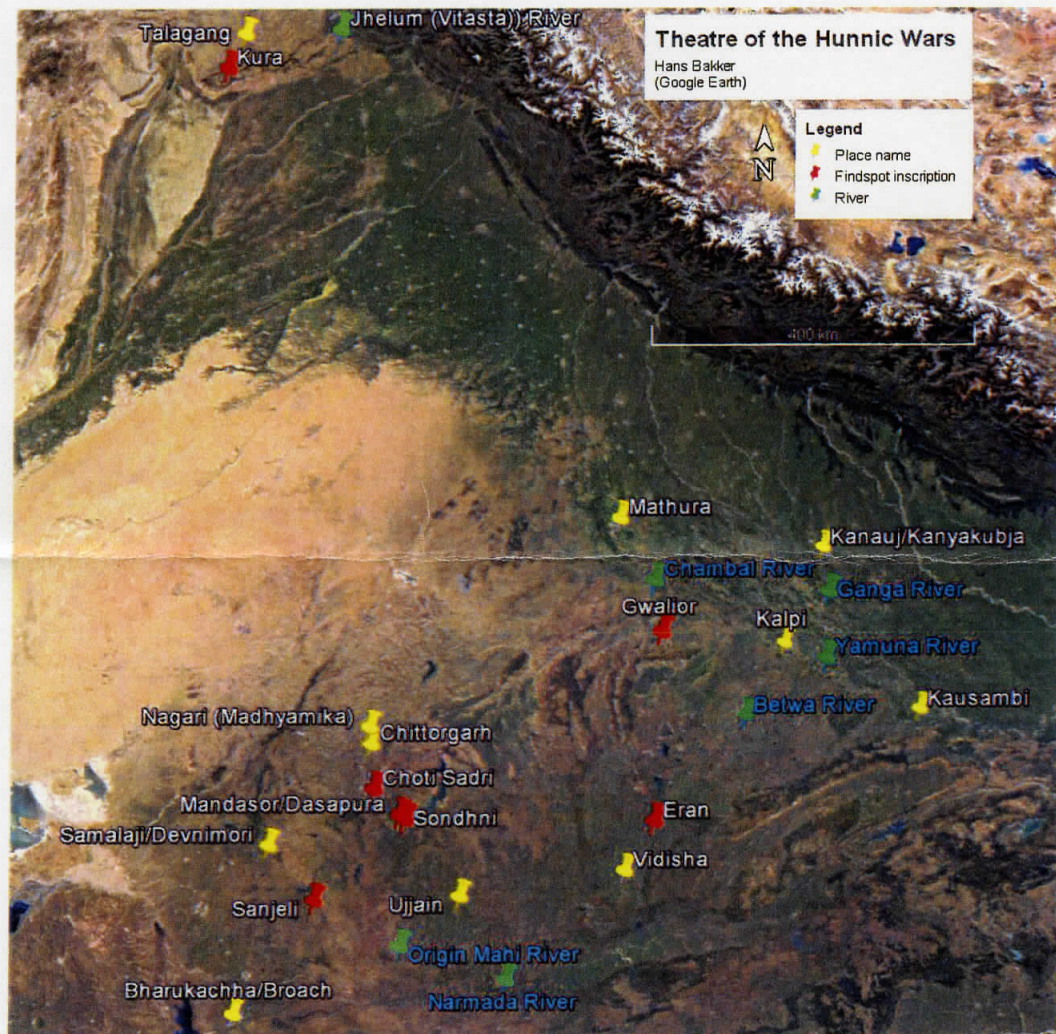 Jhelum (Vitasta)) River
Talagang
Kura
Theatre of the Hunnic Wars
Hans Bakker
(Google Earth)
Legend
N
Place name
Findspot inscription
River
400 km
Mathura
Kanauj/Kanyakubja
Chambal River
Ganga River
Gwalior
Kalpi
Yamuna River
Kausambi
Betwa River
Nagari (Madhyamika)
Chittorgarh
Choti Sadri
Mandasor/Dasapura
Sondhni
Eran
Samalaji/Devnimori
Vidisha
Sanjeli
Ujjain
Origin Mahi River
Bharukachha/Broach
Narmada River